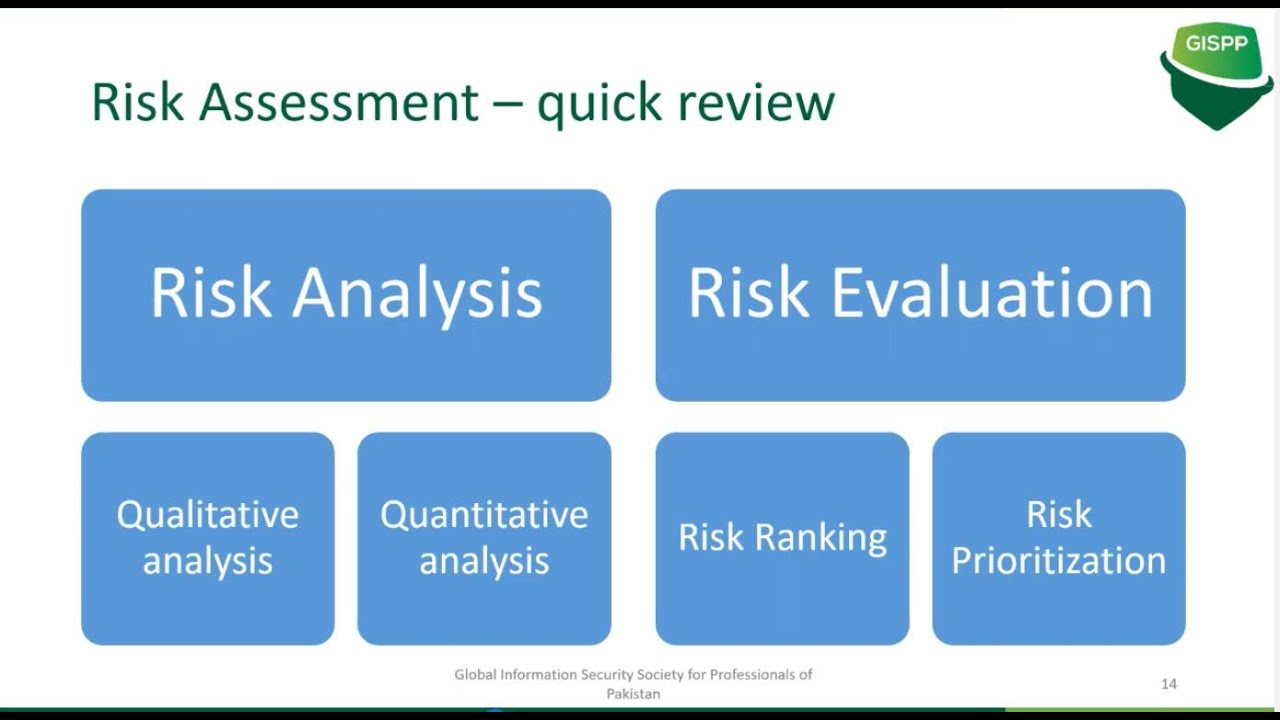 GISPP
Risk Assessment – quick review
Risk Analysis
Risk Evaluation
Qualitative
analysis
Quantitative
analysis
Risk Ranking
Risk
Prioritization
Global Information Security Society for Professionals of
Pakistan
14